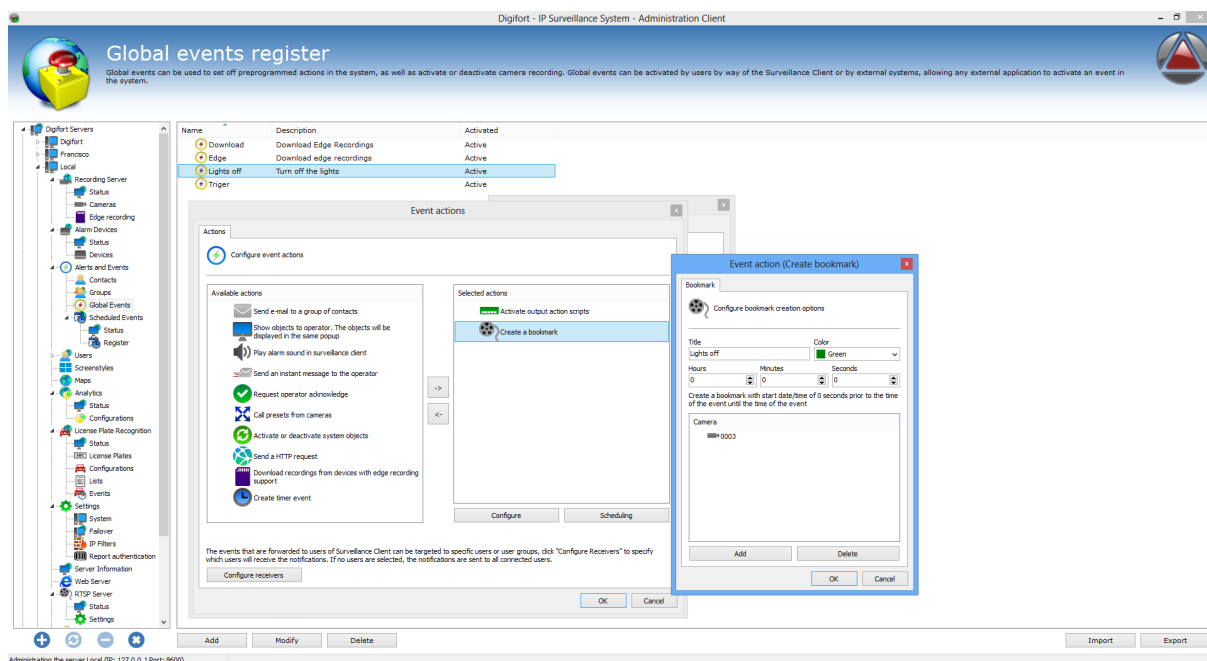 Digifort - IP Surveillance System - Administration Client
Global events register
Global events can be used to set off preprogrammed actions in the system, as well as activate or deactivate camera recording. Global events can be activated by users by way of the Surveillance Client or by external systems, allowing any external application to activate an event in
the system.
Digifort Servers
Digifort
Francisco
Local
Recording Server
Status
Cameras
Edge recording
Alarm Devices
Status
Devices
Alerts and Events
Contacts
Groups
Global Events
Scheduled Events
Status
Register
Users
Screenstyles
Maps
Analytics
Status
Configurations
License Plate Recognition
Status
License Plates
Configurations
Lists
Events
Settings
System
Failover
IP Filters
Report authentication
Server Information
Web Server
RTSP Server
Status
Settings
Name Description Activated
Download Download Edge Recordings Active
Edge Download edge recordings Active
Lights off Turn off the lights Active
Triger Active
Event actions
Actions
Configure event actions
Available actions
Send e-mail to a group of contacts
Show objects to operator. The objects will be
displayed in the same popup
Play alarm sound in surveillance client
Send an instant message to the operator
Request operator acknowledge
Call presets from cameras
Activate or deactivate system objects
Send a HTTP request
Download recordings from devices with edge recording
support
Create timer event
->
<-
Selected actions
Activate output action scripts
Create a bookmark
Configure Scheduling
The events that are forwarded to users of Surveillance Client can be targeted to specific users or user groups, click "Configure Receivers" to specify
which users will receive the notifications. If no users are selected, the notifications are sent to all connected users.
Configure receivers
OK Cancel
Event action (Create bookmark)
Bookmark
Configure bookmark creation options
Title Color
Lights off Green
Hours Minutes Seconds
0 0 0
Create a bookmark with start date/time of 0 seconds prior to the time
of the event until the time of the event
Camera
0003
Add Delete
OK Cancel
Add Modify Delete
Import Export
Administrating the server Local (IP: 127.0.0.1 Port: 8600)